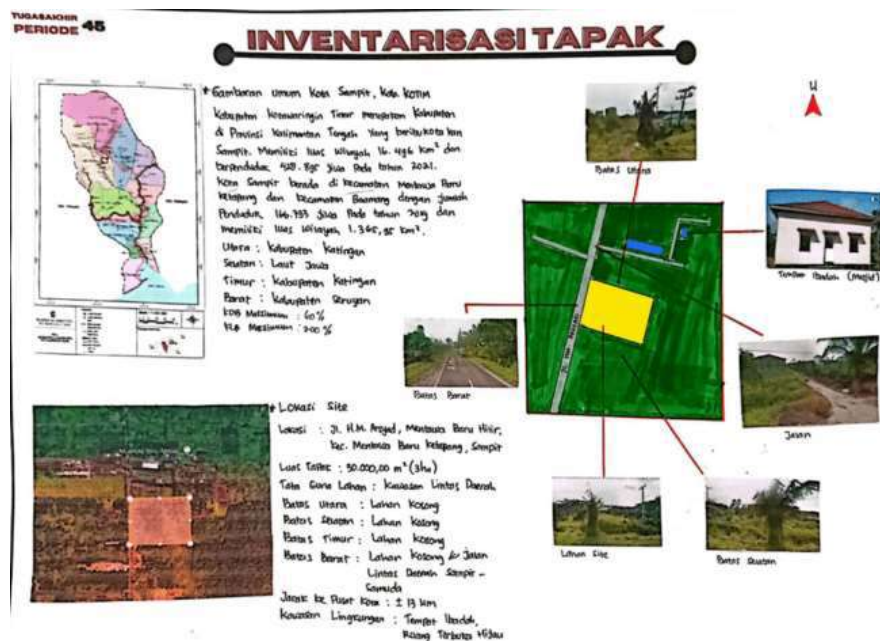 TUGAS AKHIR
PERIODE 45
INVENTARISASI TAPAK
* Gambaran Umum Kota Sampit, Kab KOTIM
Kabupaten Kotawaringin Timur merupakan Kabupaten
di Provinsi Kalimantan Tengah yang beribukotakan
Sampit. Memiliki luas wilayah 16.496 km² dan
berpenduduk 428.895 jiwa pada tahun 2021.
Kota Sampit berada di kecamatan Mentawa Baru
Ketapang dan Kecamatan Baamang dengan jumlah
Penduduk 166.733 jiwa Pada tahun 2019 dan
memiliki luas wilayah 1.365,95 km².
Utara : Kabupaten Katingan
Selatan : Laut Jawa
Timur : Kabupaten Katingan
Barat : Kabupaten Seruyan
KDB Maksimum : 60%
KLB Maksimum : 200%
Batas Utara
U
Tempat Ibadah (Masjid)
Batas Barat
Jalan
Lahan Site
Batas Selatan
* Lokasi Site
Lokasi : Jl. H.M. Arsyad, Mentawa Baru Hilir,
Kec. Mentawa Baru Ketapang, Sampit
Luas : 30.000,00 m² (3ha)
Tata Guna Lahan : Kawasan Lintas Daerah
Batas Utara : Lahan Kosong
Batas Selatan : Lahan Kosong
Batas Timur : Lahan Kosong
Batas Barat : Lahan Kosong & Jalan
Lintas Daerah Sampit -
Samuda
Jarak ke Pusat Kota : ± 13 km
Kawasan Lingkungan : Tempat Ibadah,
Ruang Terbuka Hijau